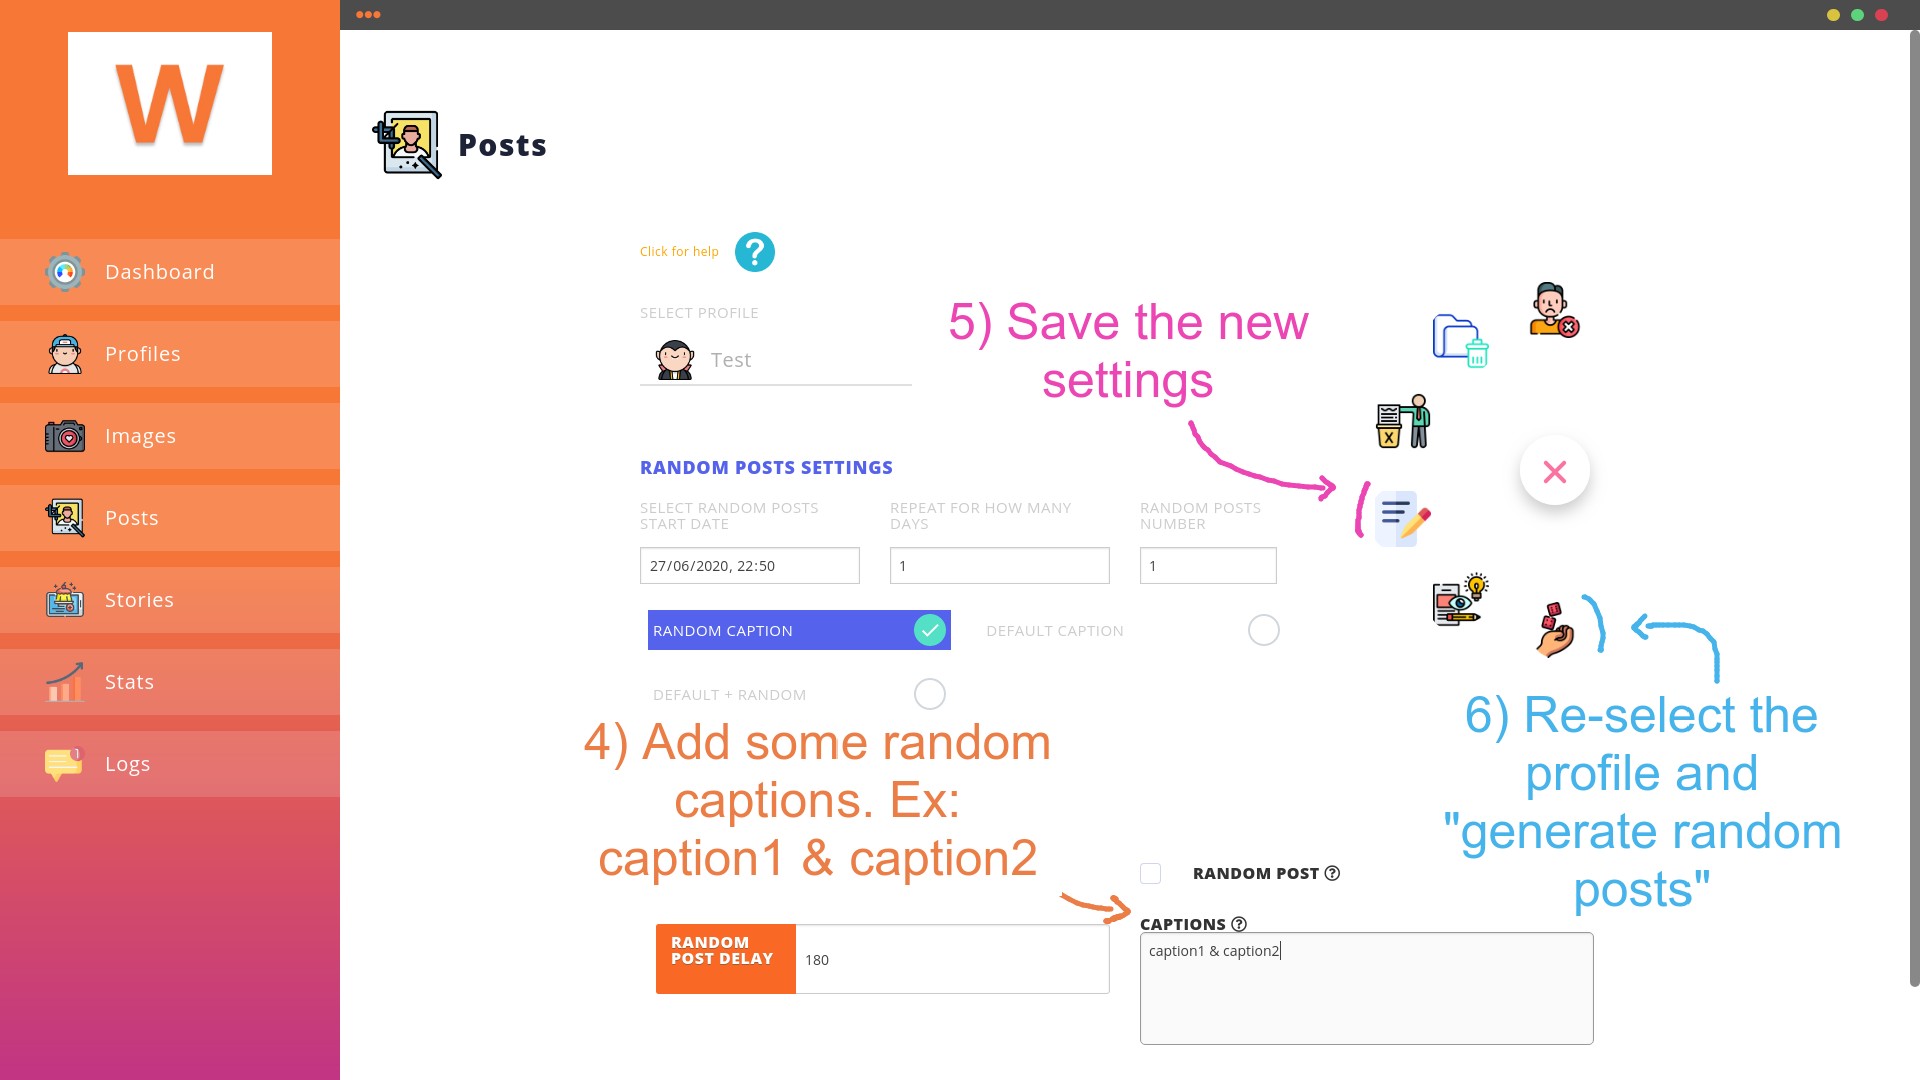 W
Posts
Dashboard
Profiles
Images
Posts
Stories
Stats
1
Logs
Click for help
?
SELECT PROFILE
Test
5) Save the new
settings
RANDOM POSTS SETTINGS
SELECT RANDOM POSTS
START DATE
REPEAT FOR HOW MANY
DAYS
RANDOM POSTS
NUMBER
27/06/2020, 22:50
1
1
RANDOM CAPTION
DEFAULT CAPTION
DEFAULT + RANDOM
4) Add some random
captions. Ex:
caption1 & caption2
6) Re-select the
profile and
"generate random
posts"
RANDOM POST ?
CAPTIONS ?
caption1 & caption2
RANDOM
POST DELAY
180